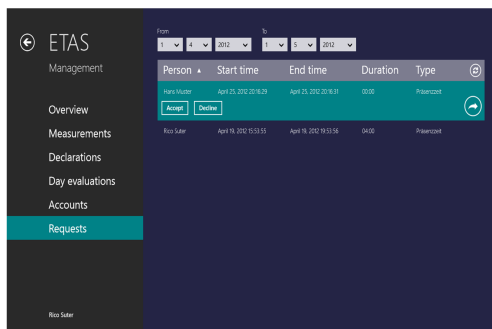 ETAS
Management
Overview
Measurements
Declarations
Day evaluations
Accounts
Requests
Rico Suter
From To
1 4 2012 1 5 2012
Person Start time End time Duration Type
Hans Muster April 25, 2012 20:16:29 April 25, 2012 20:16:31 00:00 Präsenzzeit
Accept Decline
Rico Suter April 19, 2012 15:53:55 April 19, 2012 19:53:56 04:00 Präsenzzeit